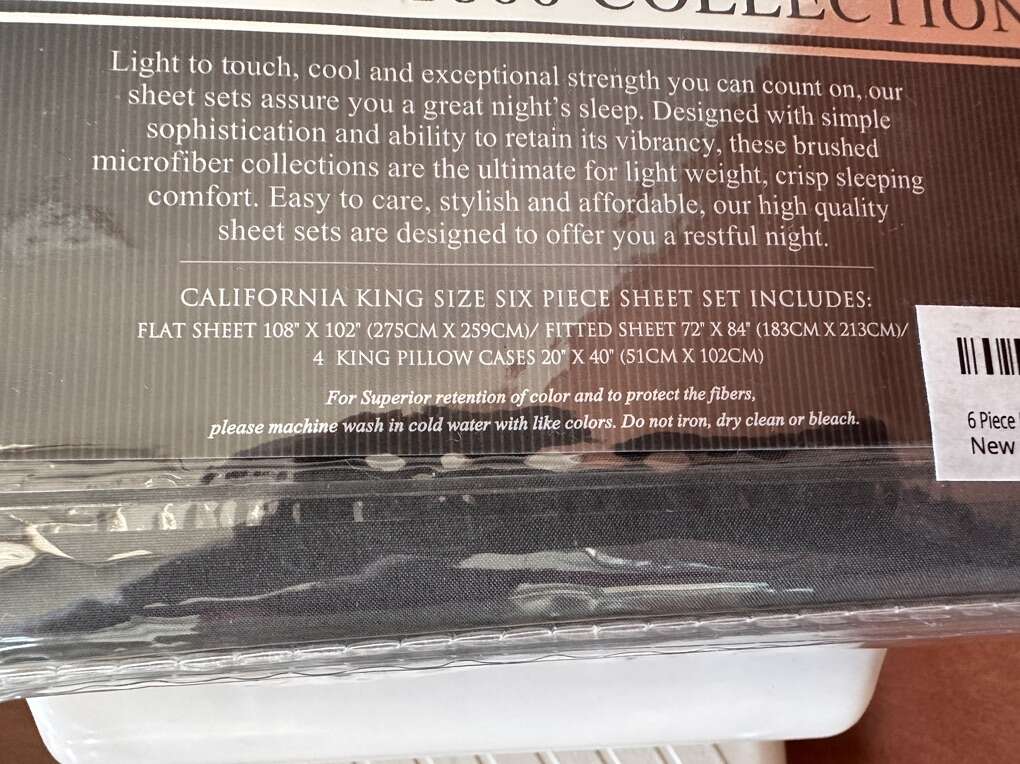 COLLECTION
Light to touch, cool and exceptional strength you can count on, our
sheet sets assure you a great night's sleep. Designed with simple
sophistication and ability to retain its vibrancy, these brushed
microfiber collections are the ultimate for light weight, crisp sleeping
comfort. Easy to care, stylish and affordable, our high quality
sheet sets are designed to offer you a restful night.
CALIFORNIA KING SIZE SIX PIECE SHEET SET INCLUDES:
FLAT SHEET 108" X 102" (275CM X 259CM)/ FITTED SHEET 72" X 84" (183CM X 213CM)/
4 KING PILLOW CASES 20" X 40" (51CM X 102CM)
For Superior retention of color and to protect the fibers,
please machine wash in cold water with like colors. Do not iron, dry clean or bleach.
6 Piece
New